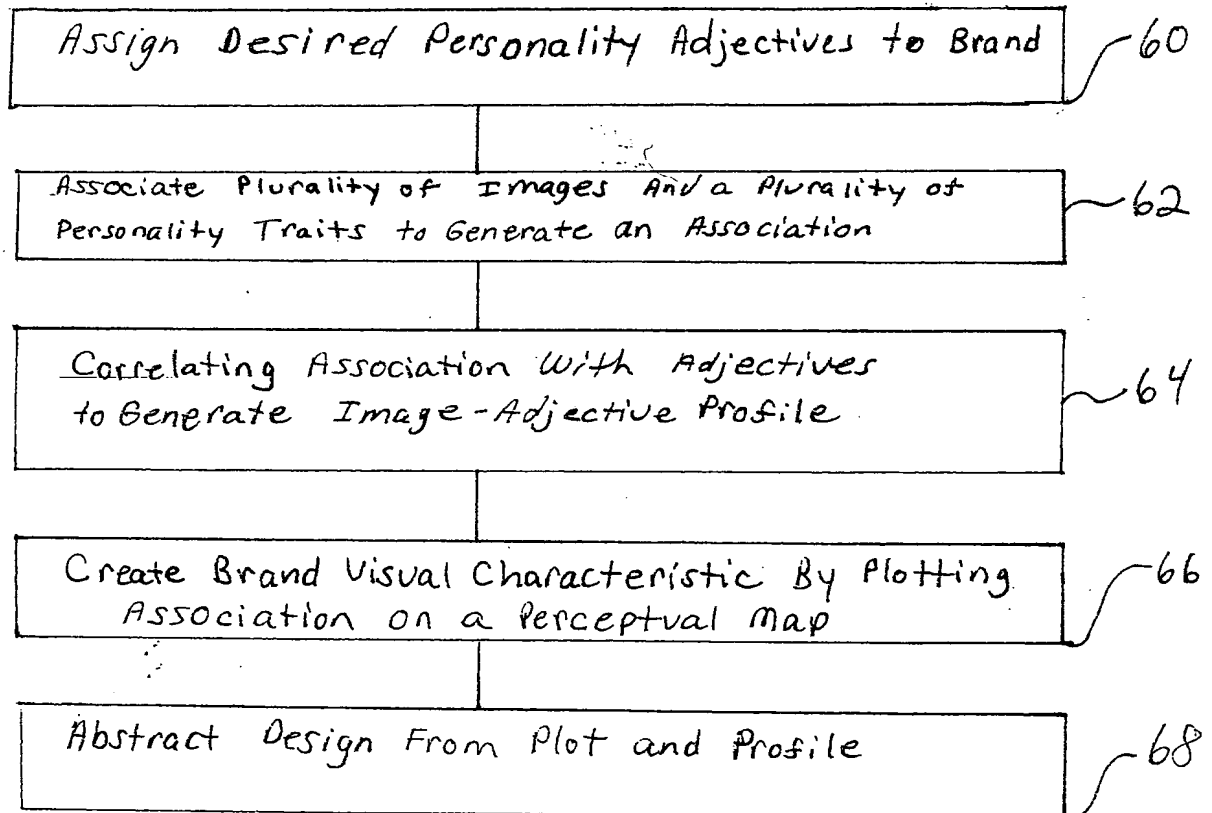 Assign Desired Personality Adjectives to Brand
60
Associate Plurality of Images And a Plurality of
Personality Traits to Generate an Association
62
Correlating Association With Adjectives
to Generate Image-Adjective Profile
64
Create Brand Visual Characteristic By Plotting
Association on a Perceptual Map
66
Abstract Design From Plot and Profile
68